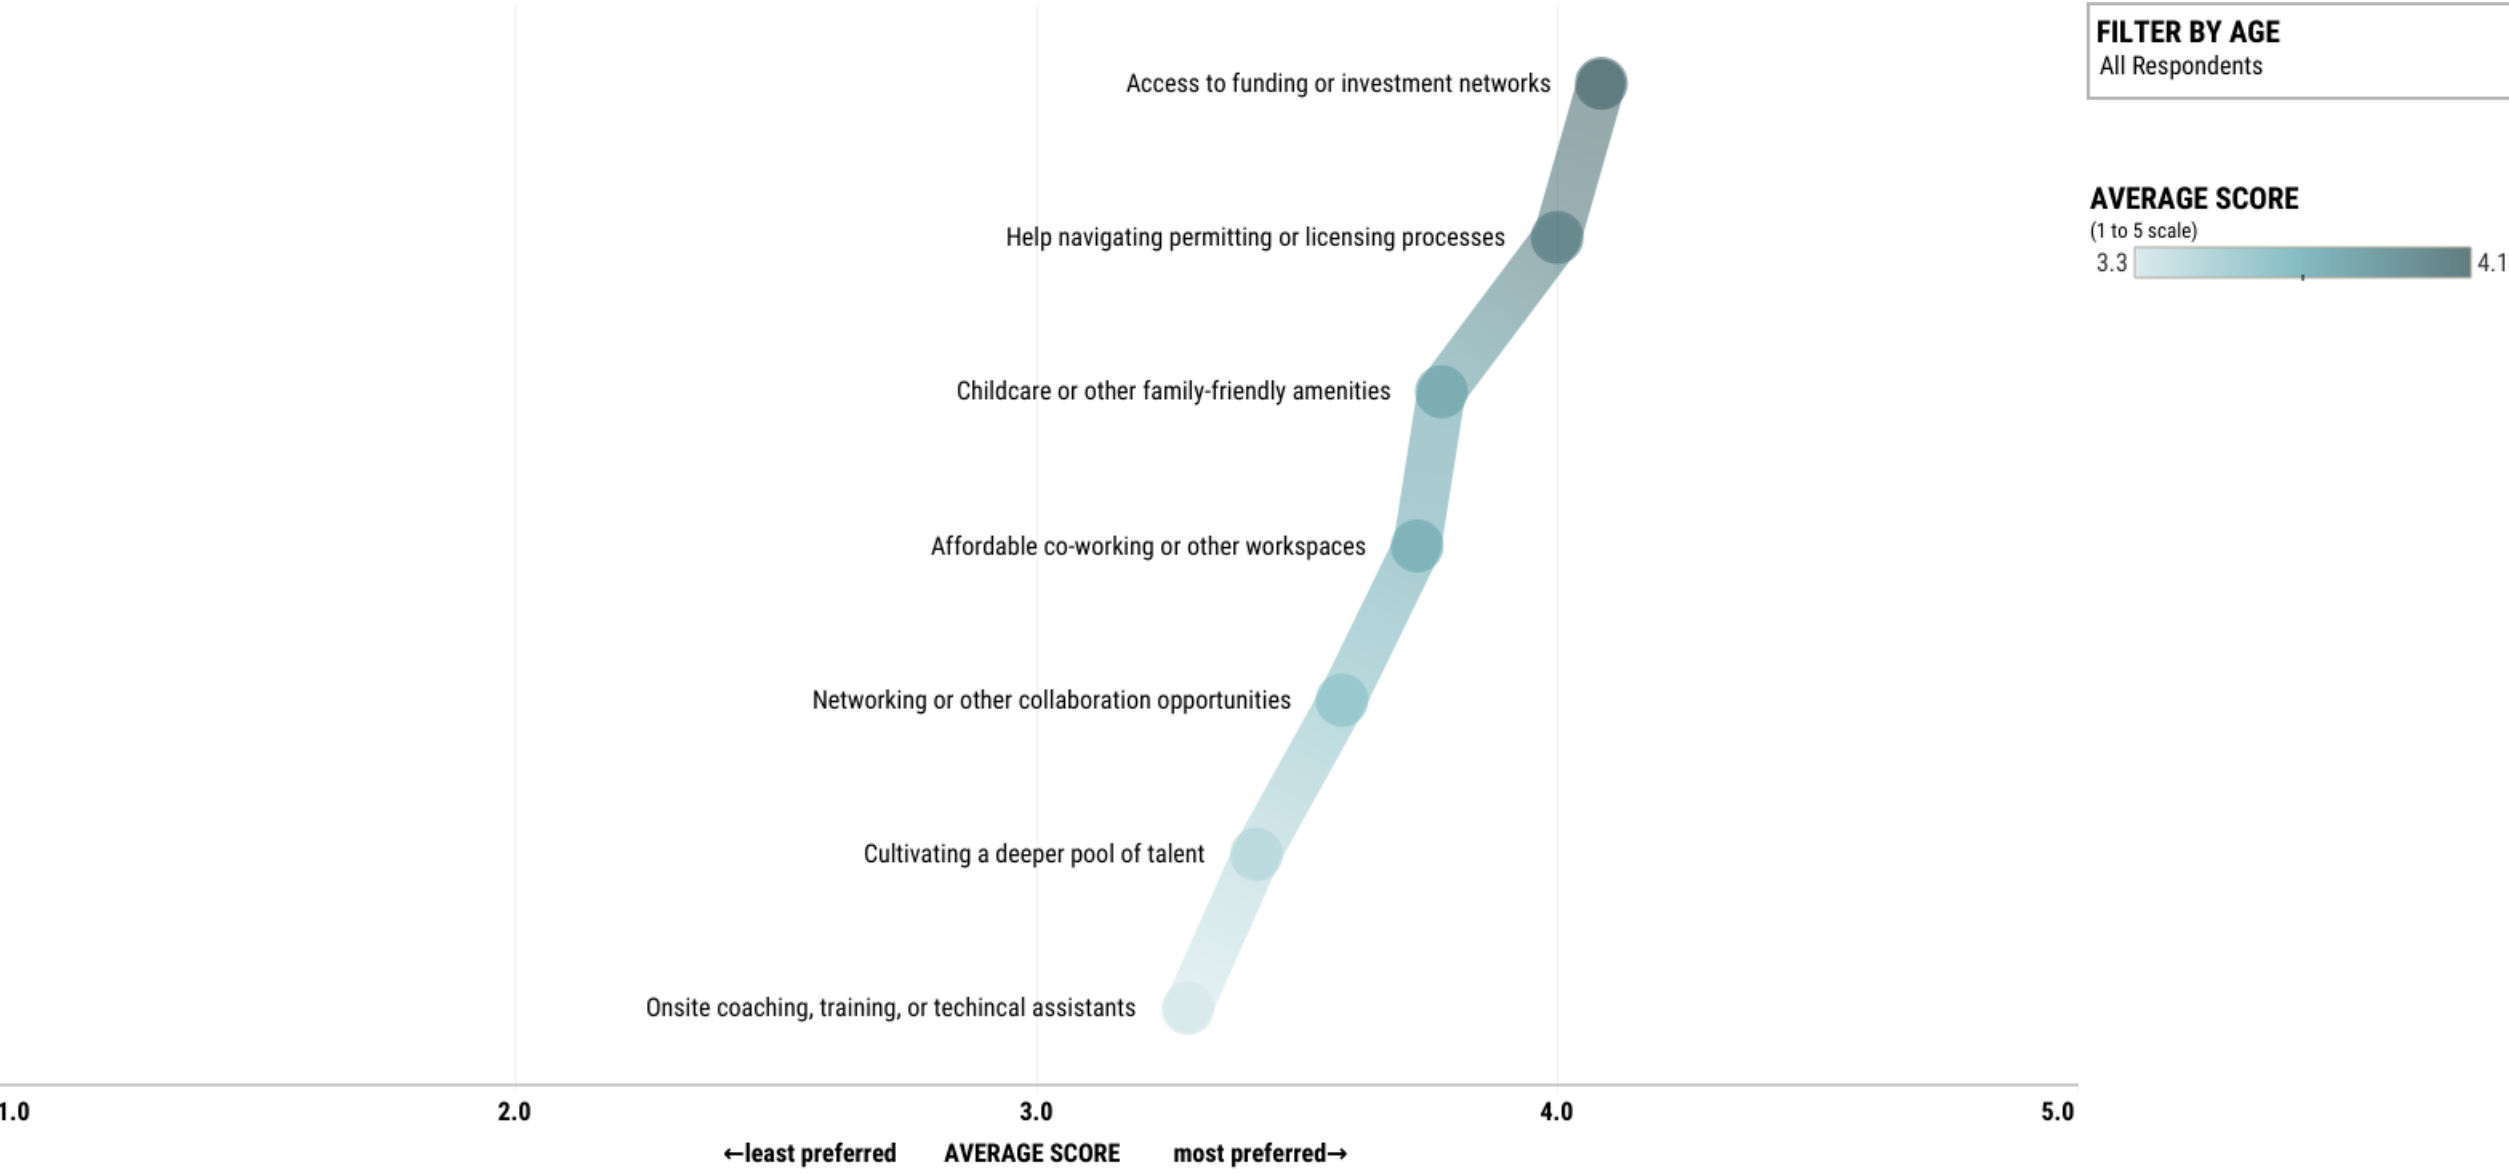 FILTER BY AGE
All Respondents
AVERAGE SCORE
(1 to 5 scale)
3.3 4.1
Access to funding or investment networks
Help navigating permitting or licensing processes
Childcare or other family-friendly amenities
Affordable co-working or other workspaces
Networking or other collaboration opportunities
Cultivating a deeper pool of talent
Onsite coaching, training, or techincal assistants
1.0 2.0 3.0 4.0 5.0
←least preferred AVERAGE SCORE most preferred→